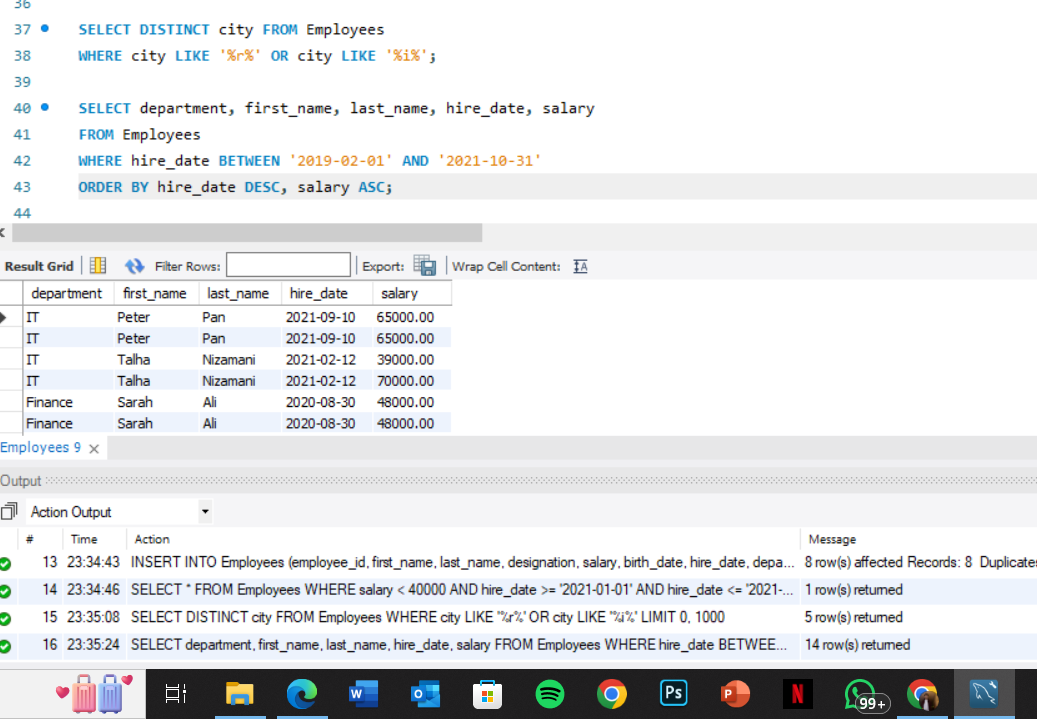 36
37 SELECT DISTINCT city FROM Employees
38 WHERE city LIKE '%r%' OR city LIKE '%i%';
39
40 SELECT department, first_name, last_name, hire_date, salary
41 FROM Employees
42 WHERE hire_date BETWEEN '2019-02-01' AND '2021-10-31'
43 ORDER BY hire_date DESC, salary ASC;
44
Result Grid Filter Rows: Export: Wrap Cell Content: IA
department first_name last_name hire_date salary
IT Peter Pan 2021-09-10 65000.00
IT Peter Pan 2021-09-10 65000.00
IT Talha Nizamani 2021-02-12 39000.00
IT Talha Nizamani 2021-02-12 70000.00
Finance Sarah Ali 2020-08-30 48000.00
Finance Sarah Ali 2020-08-30 48000.00
Employees 9
Output
Action Output
# Time Action Message
13 23:34:43 INSERT INTO Employees (employee_id, first_name, last_name, designation, salary, birth_date, hire_date, depa... 8 row(s) affected Records: 8 Duplicates
14 23:34:46 SELECT * FROM Employees WHERE salary < 40000 AND hire_date >= '2021-01-01' AND hire_date <= '2021-... 1 row(s) returned
15 23:35:08 SELECT DISTINCT city FROM Employees WHERE city LIKE '%r%' OR city LIKE '%i%' LIMIT 0, 1000 5 row(s) returned
16 23:35:24 SELECT department, first_name, last_name, hire_date, salary FROM Employees WHERE hire_date BETWEE... 14 row(s) returned
W Ps P N 99+